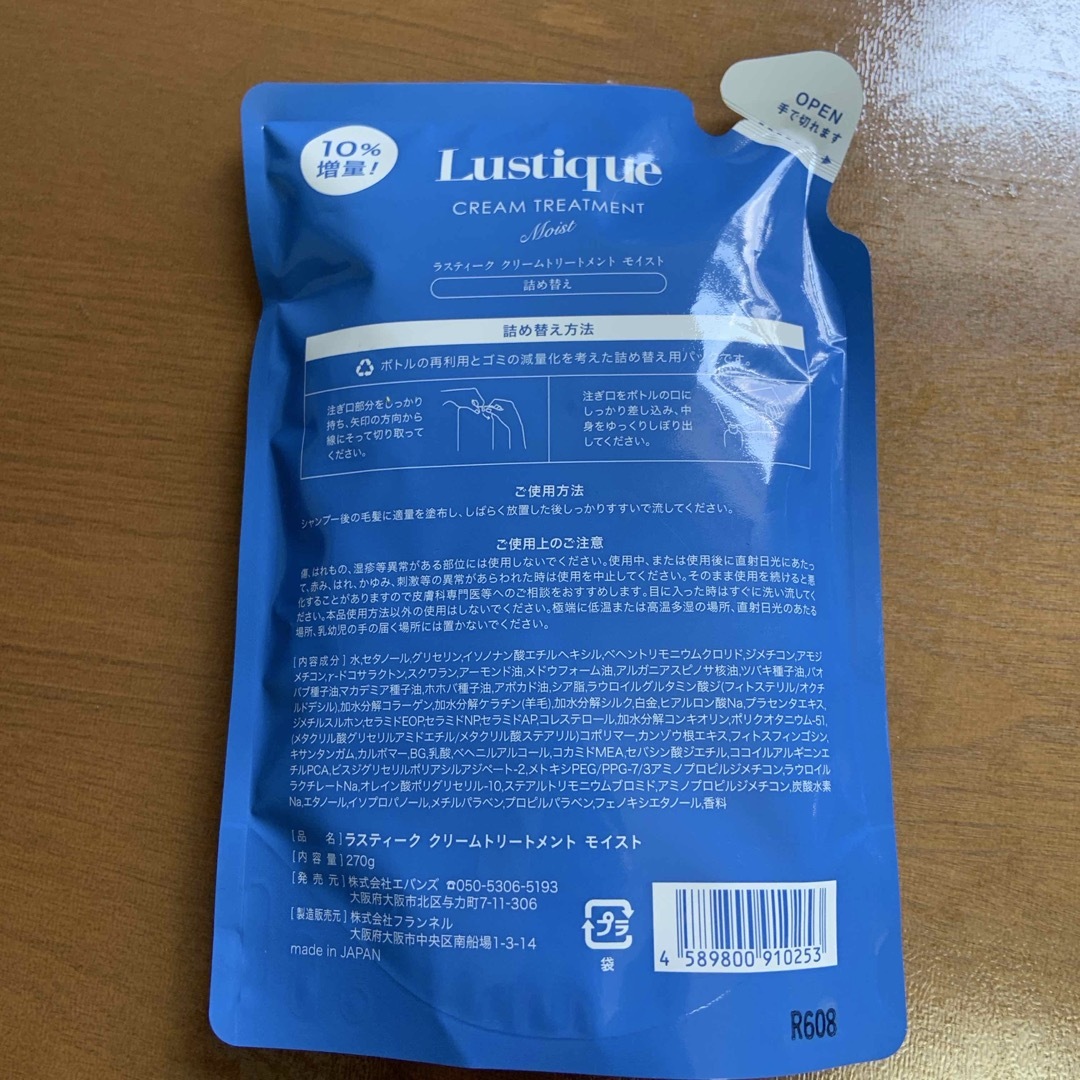 OPEN
手で切れます
10%
増量!
Lustique
CREAM TREATMENT
Moist
ラスティーク クリームトリートメント モイスト
詰め替え
詰め替え方法
ボトルの再利用とゴミの減量化を考えた詰め替え用パックです。
注ぎ口部分をしっかり
持ち、矢印の方向から
線にそって切り取って
ください。
注ぎ口をボトルの口に
しっかり差し込み、中
身をゆっくりしぼり出
してください。
ご使用方法
シャンプー後の毛髪に適量を塗布し、しばらく放置した後しっかりすすいで流してください。
ご使用上のご注意
傷、はれもの、湿疹等異常がある部位には使用しないでください。使用中、または使用後に直射日光にあたっ
て、赤み、はれ、かゆみ、刺激等の異常があらわれた時は使用を中止してください。そのまま使用を続けると悪
化することがありますので皮膚科専門医等へのご相談をおすすめします。目に入った時はすぐに洗い流してく
ださい。本品使用方法以外の使用はしないでください。極端に低温または高温多湿の場所、直射日光のあたる
場所、乳幼児の手の届く場所には置かないでください。
[内容成分] 水,セタノール,グリセリン,イソノナン酸エチルヘキシル,ベヘントリモニウムクロリド,ジメチコン,アモジ
メチコン,γ-ドコサラクトン,スクワラン,アーモンド油,メドウフォーム油,アルガニアスピノサ核油,ツバキ種子油,バオ
バブ種子油,マカデミア種子油,ホホバ種子油,アボカド油,シア脂,ラウロイルグルタミン酸ジ(フィトステリル/オクチ
ルドデシル),加水分解コラーゲン,加水分解ケラチン(羊毛),加水分解シルク,白金,ヒアルロン酸Na,プラセンタエキス,
ジメチルスルホン,セラミドEOP,セラミドNP,セラミドAP,コレステロール,加水分解コンキオリン,ポリクオタニウム-51,
(メタクリル酸グリセリルアミドエチル/メタクリル酸ステアリル)コポリマー,カンゾウ根エキス,フィトスフィンゴシン,
キサンタンガム,カルボマー,BG,乳酸,ベヘニルアルコール,コカミドMEA,セバシン酸ジエチル,ココイルアルギニンエ
チルPCA,ビスジグリセリルポリアシルアジペート-2,メトキシPEG/PPG-7/3アミノプロピルジメチコン,ラウロイル
ラクチレートNa,オレイン酸ポリグリセリル-10,ステアルトリモニウムブロミド,アミノプロピルジメチコン,炭酸水素
Na,エタノール,イソプロパノール,メチルパラベン,プロピルパラベン,フェノキシエタノール,香料
[品 名]ラスティーク クリームトリートメント モイスト
[内容量]270g
[発売元]株式会社エバンズ ☎050-5306-5193
大阪府大阪市北区与力町7-11-306
[製造販売元]株式会社フランネル
大阪府大阪市中央区南船場1-3-14
made in JAPAN
プラ
袋
4 589800 910253
R608